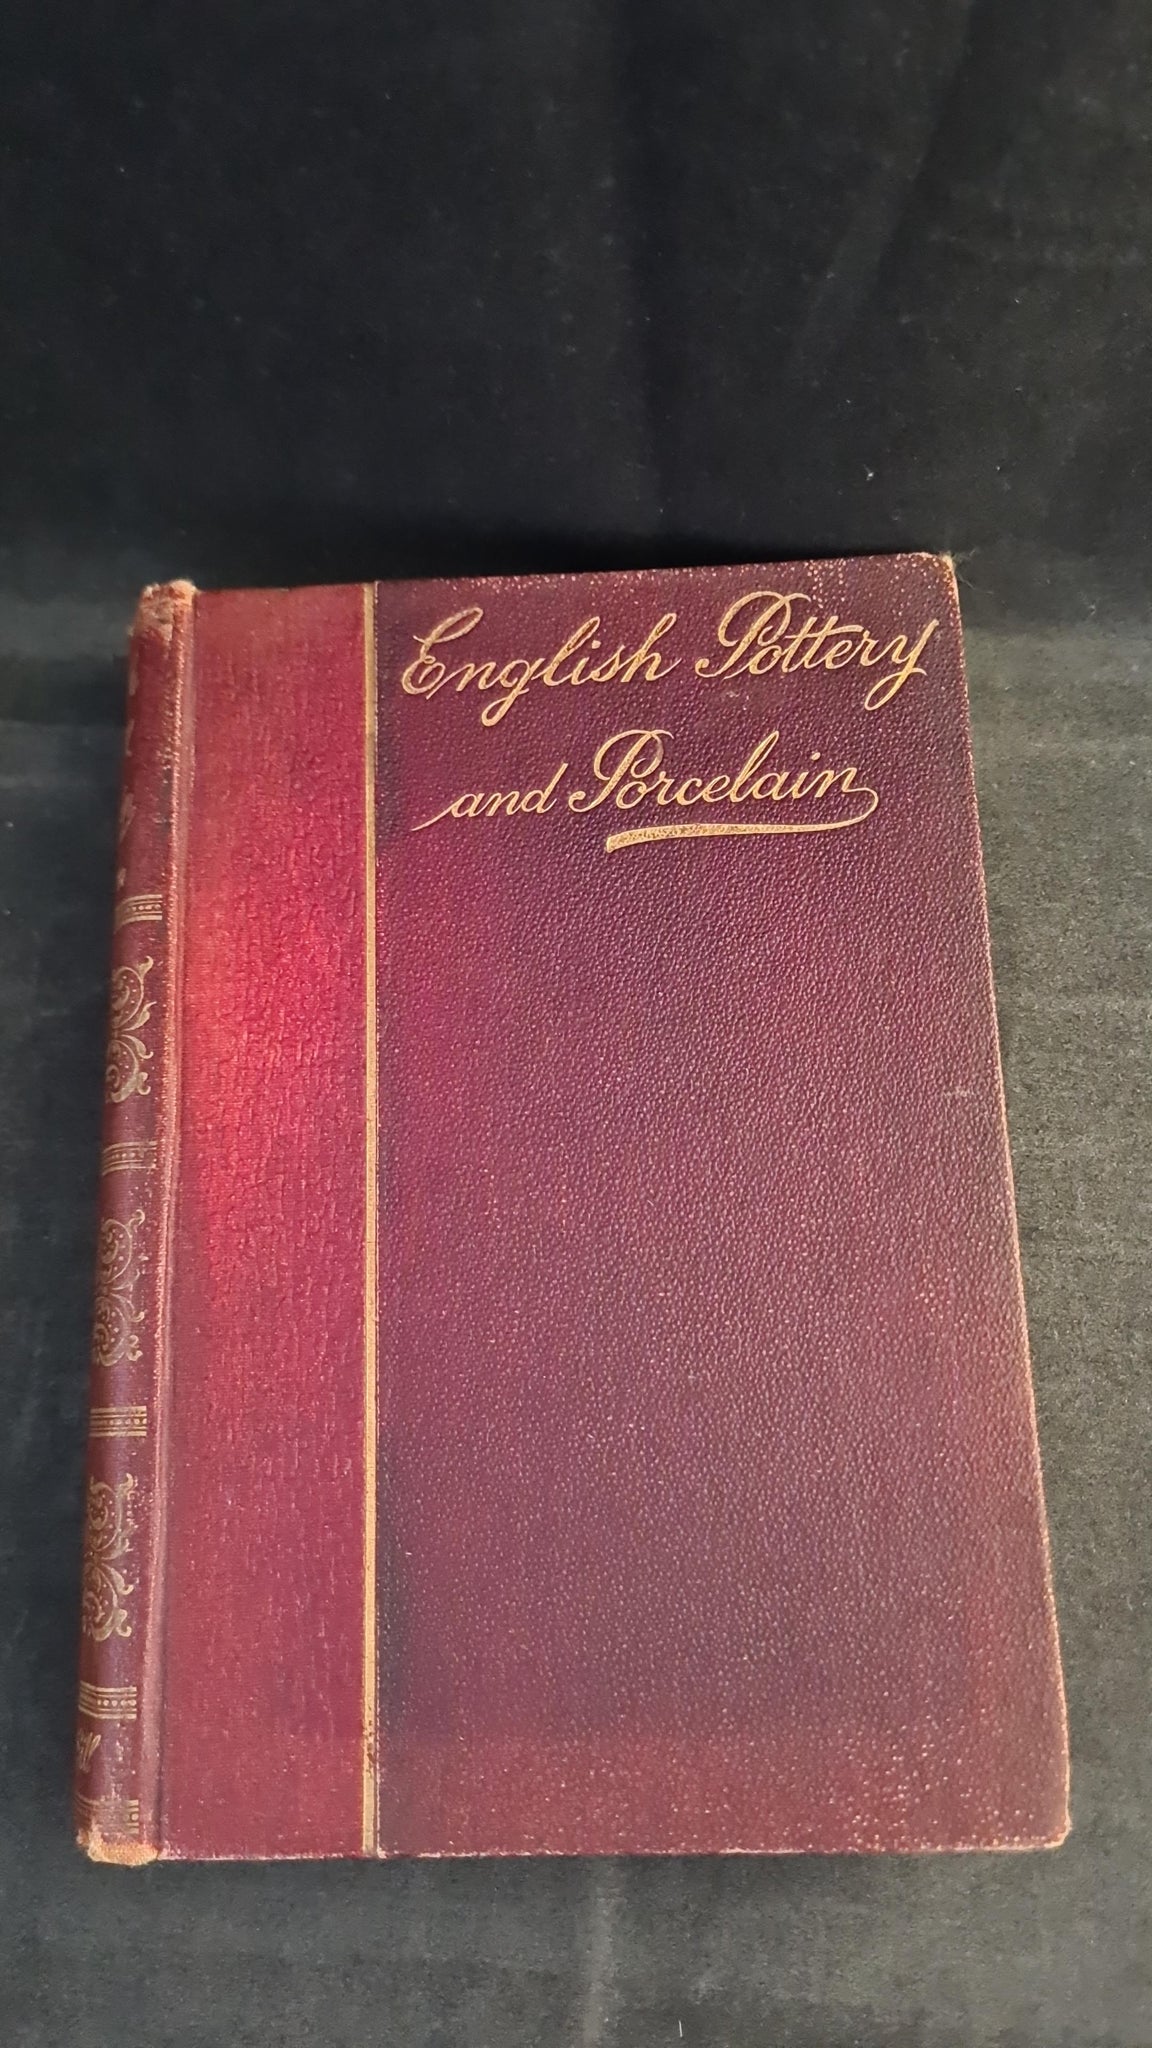 English Pottery
and Porcelain